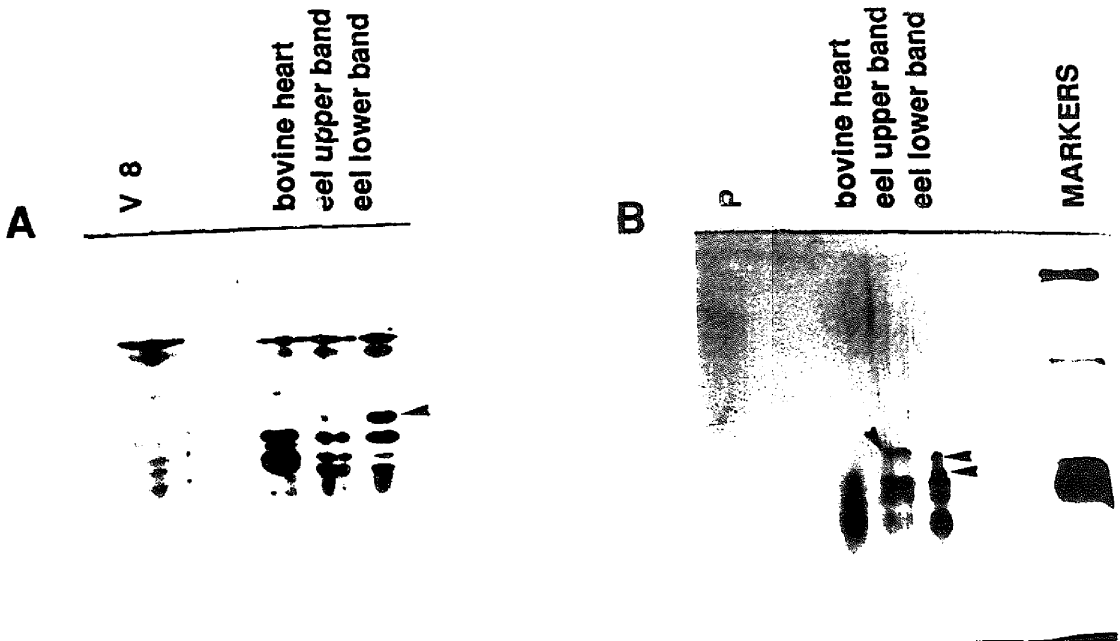 A
V 8
bovine heart
eel upper band
eel lower band
B
P
bovine heart
eel upper band
eel lower band
MARKERS